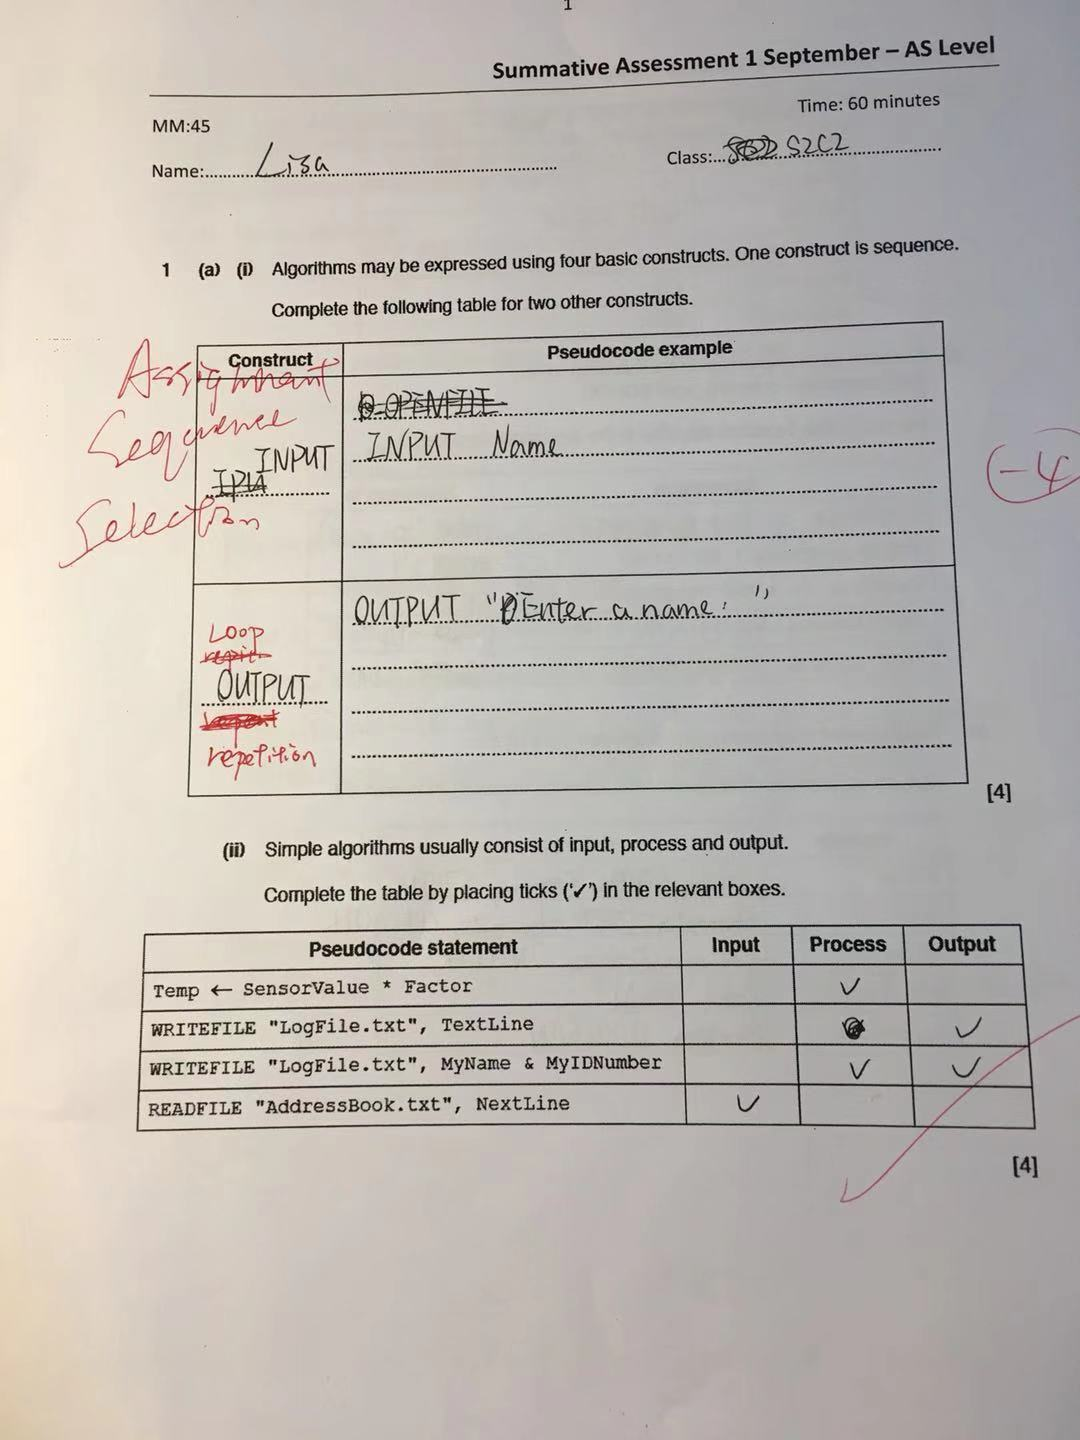 1
Summative Assessment 1 September – AS Level
MM:45
Time: 60 minutes
Name:............Lisa............
Class:... S2C2............
1 (a) (i) Algorithms may be expressed using four basic constructs. One construct is sequence.
Complete the following table for two other constructs.
Construct
Pseudocode example
Assignment
Sequence
Selection
OPENFILE
INPUT
INPUT Name
-4
Loop
OUTPUT
repetition
OUTPUT "Enter a name: "
[4]
(ii) Simple algorithms usually consist of input, process and output.
Complete the table by placing ticks ('✓') in the relevant boxes.
Pseudocode statement Input Process Output
Temp ← SensorValue * Factor ✓
WRITEFILE "LogFile.txt", TextLine ✓
WRITEFILE "LogFile.txt", MyName & MyIDNumber ✓ ✓
READFILE "AddressBook.txt", NextLine ✓
[4]